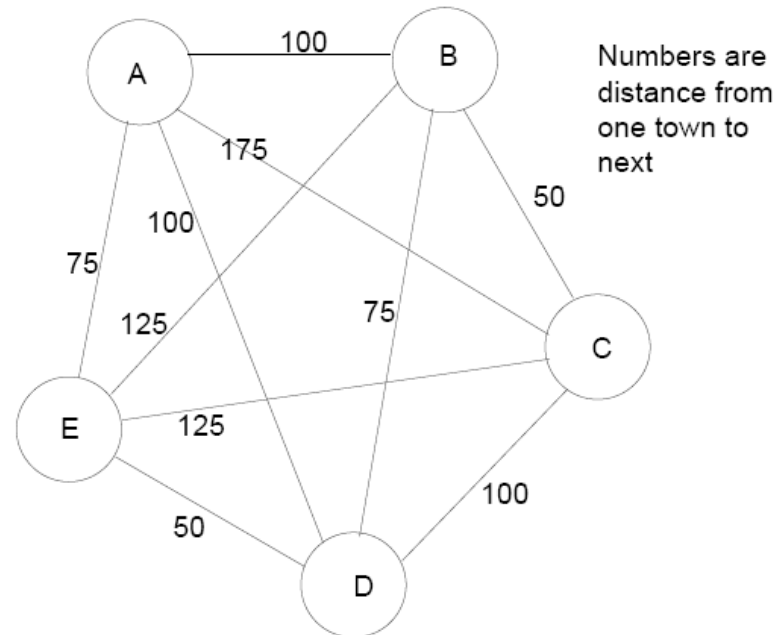 100
A
B
Numbers are
distance from
one town to
next
175
50
100
75
75
125
C
E
125
100
50
D